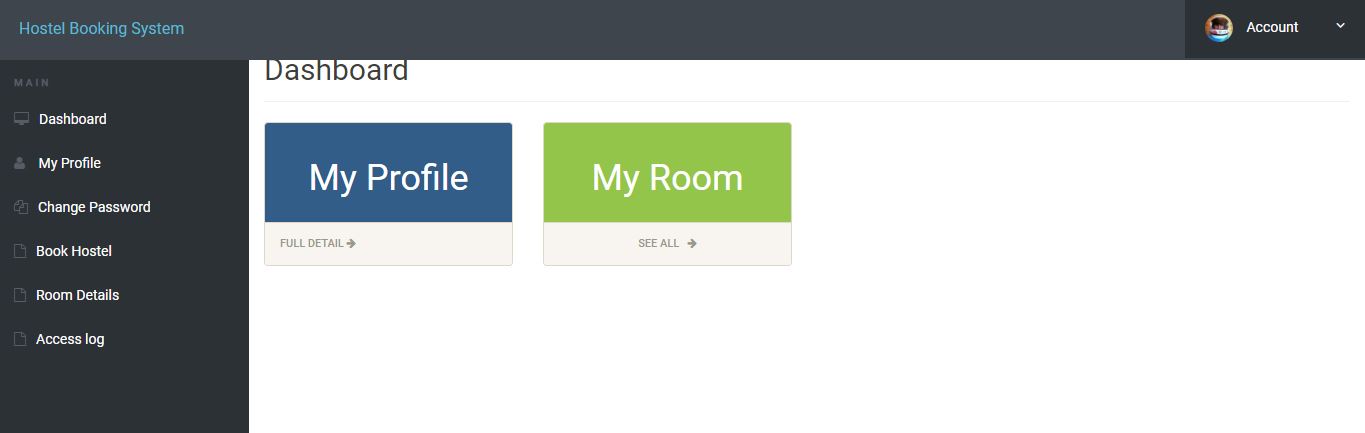 Hostel Booking System
Account
MAIN
Dashboard
My Profile
Change Password
Book Hostel
Room Details
Access log
Dashboard
My Profile
FULL DETAIL
My Room
SEE ALL